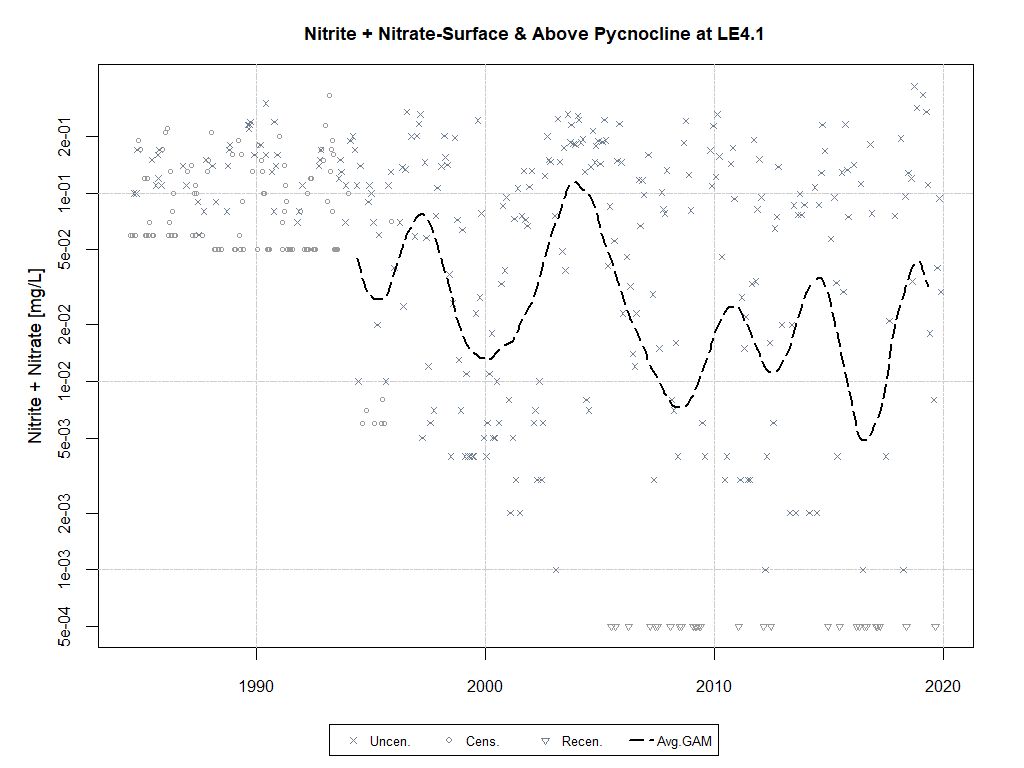 Nitrite + Nitrate-Surface & Above Pycnocline at LE4.1
Nitrite + Nitrate [mg/L]
2e-01
1e-01
5e-02
2e-02
1e-02
5e-03
2e-03
1e-03
5e-04
1990 2000 2010 2020
Uncen. Cens. Recen. Avg.GAM